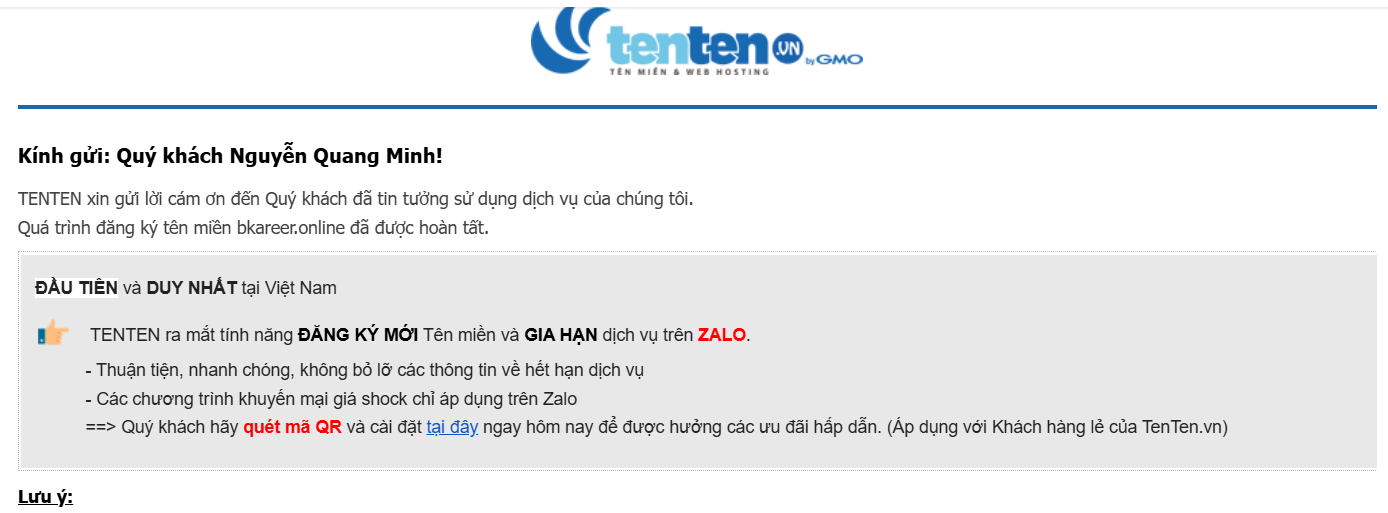 tenten .VN by GMO
TÊN MIỀN & WEB HOSTING
Kính gửi: Quý khách Nguyễn Quang Minh!
TENTEN xin gửi lời cám ơn đến Quý khách đã tin tưởng sử dụng dịch vụ của chúng tôi.
Quá trình đăng ký tên miền bkareer.online đã được hoàn tất.
ĐẦU TIÊN và DUY NHẤT tại Việt Nam
TENTEN ra mắt tính năng ĐĂNG KÝ MỚI Tên miền và GIA HẠN dịch vụ trên ZALO.
- Thuận tiện, nhanh chóng, không bỏ lỡ các thông tin về hết hạn dịch vụ
- Các chương trình khuyến mại giá shock chỉ áp dụng trên Zalo
==> Quý khách hãy quét mã QR và cài đặt tại đây ngay hôm nay để được hưởng các ưu đãi hấp dẫn. (Áp dụng với Khách hàng lẻ của TenTen.vn)
Lưu ý: